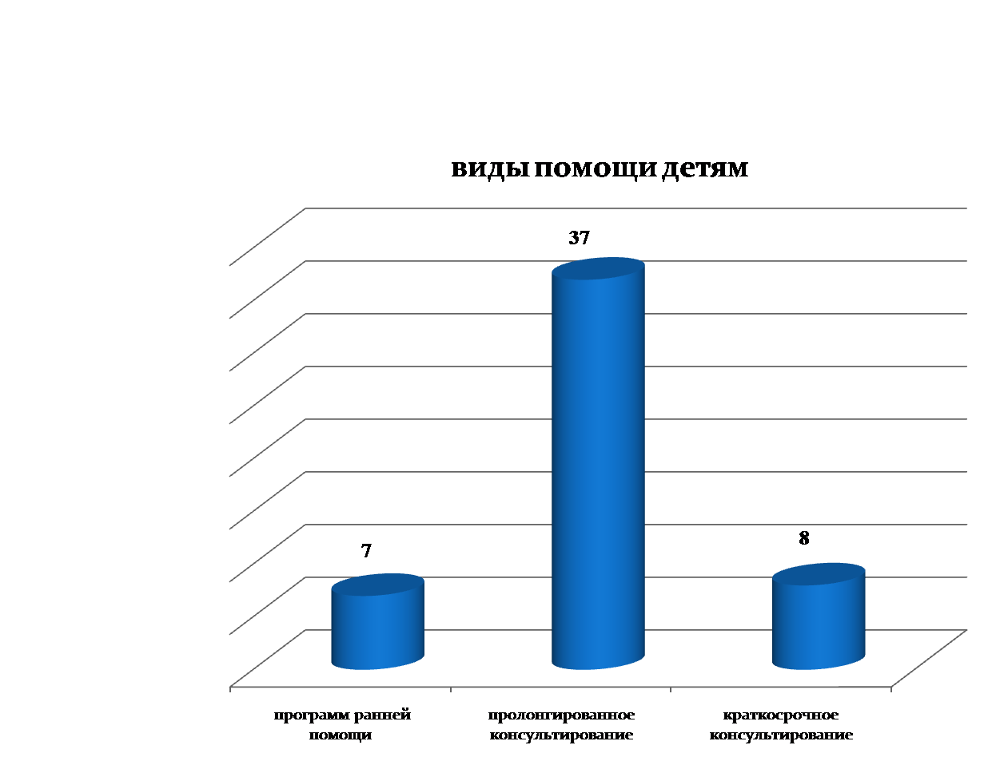 виды помощи детям
37
7
8
программ ранней
помощи
пролонгированное
консультирование
краткосрочное
консультирование